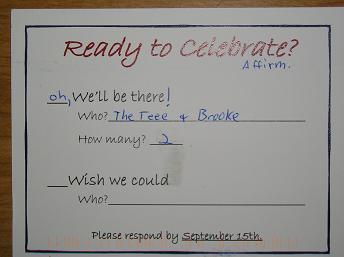 Ready to Celebrate?
Affirm.
oh, We'll be there!
Who? The Teee & Brooke
How many? 2
Wish we could
Who?
Please respond by September 15th.